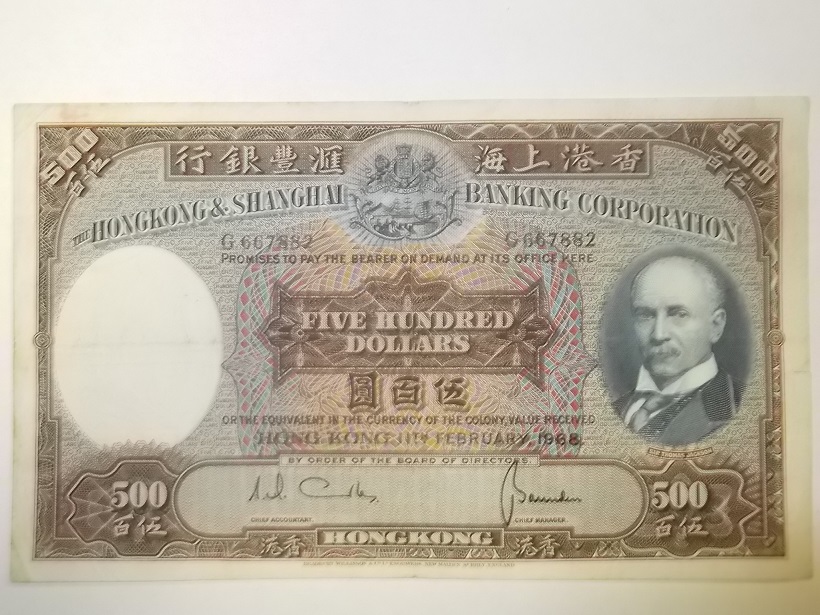 500
伍百
香港上海滙豐銀行
500
伍百
THE HONGKONG & SHANGHAI BANKING CORPORATION
G 667882 G 667882
PROMISES TO PAY THE BEARER ON DEMAND AT ITS OFFICE HERE
FIVE HUNDRED
DOLLARS
伍百圓
OR THE EQUIVALENT IN THE CURRENCY OF THE COLONY, VALUE RECEIVED
HONG KONG 11TH FEBRUARY, 1968.
SIR THOMAS JACKSON
BY ORDER OF THE BOARD OF DIRECTORS.
500
伍百
500
伍百
CHIEF ACCOUNTANT.
CHIEF MANAGER.
香港 HONGKONG 香港